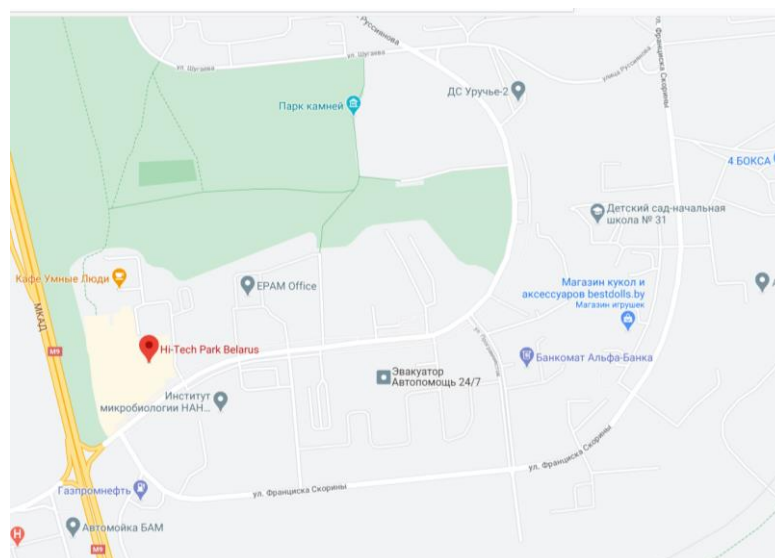 ул. Шугаева
Руссиянова
ул. Франциска Скорины
улица Руссиянова
ДС Уручье-2
Парк камней
4 БОКСА
Детский сад-начальная
школа № 31
Кафе Умные Люди
EPAM Office
Магазин кукол и
аксессуаров bestdolls.by
Магазин игрушек
МКАД
M9
Hi-Tech Park Belarus
ул. Программистов
Банкомат Альфа-Банка
Эвакуатор
Автопомощь 24/7
Институт
микробиологии НАН...
ул. Франциска Скорины
Газпромнефть
ул. Франциска Скорины
Автомойка БАМ
M9